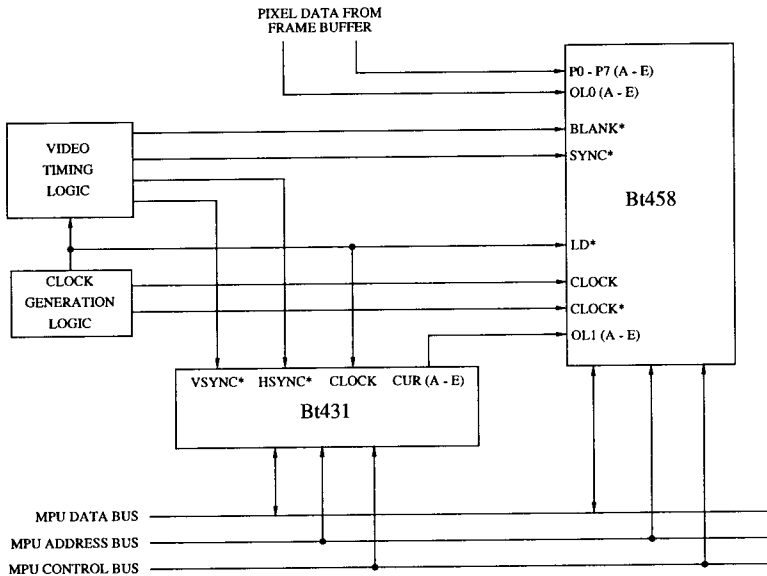 PIXEL DATA FROM
FRAME BUFFER
P0 - P7 (A - E)
OL0 (A - E)
BLANK*
SYNC*
VIDEO
TIMING
LOGIC
Bt458
LD*
CLOCK
GENERATION
LOGIC
CLOCK
CLOCK*
OL1 (A - E)
VSYNC* HSYNC* CLOCK CUR (A - E)
Bt431
MPU DATA BUS
MPU ADDRESS BUS
MPU CONTROL BUS